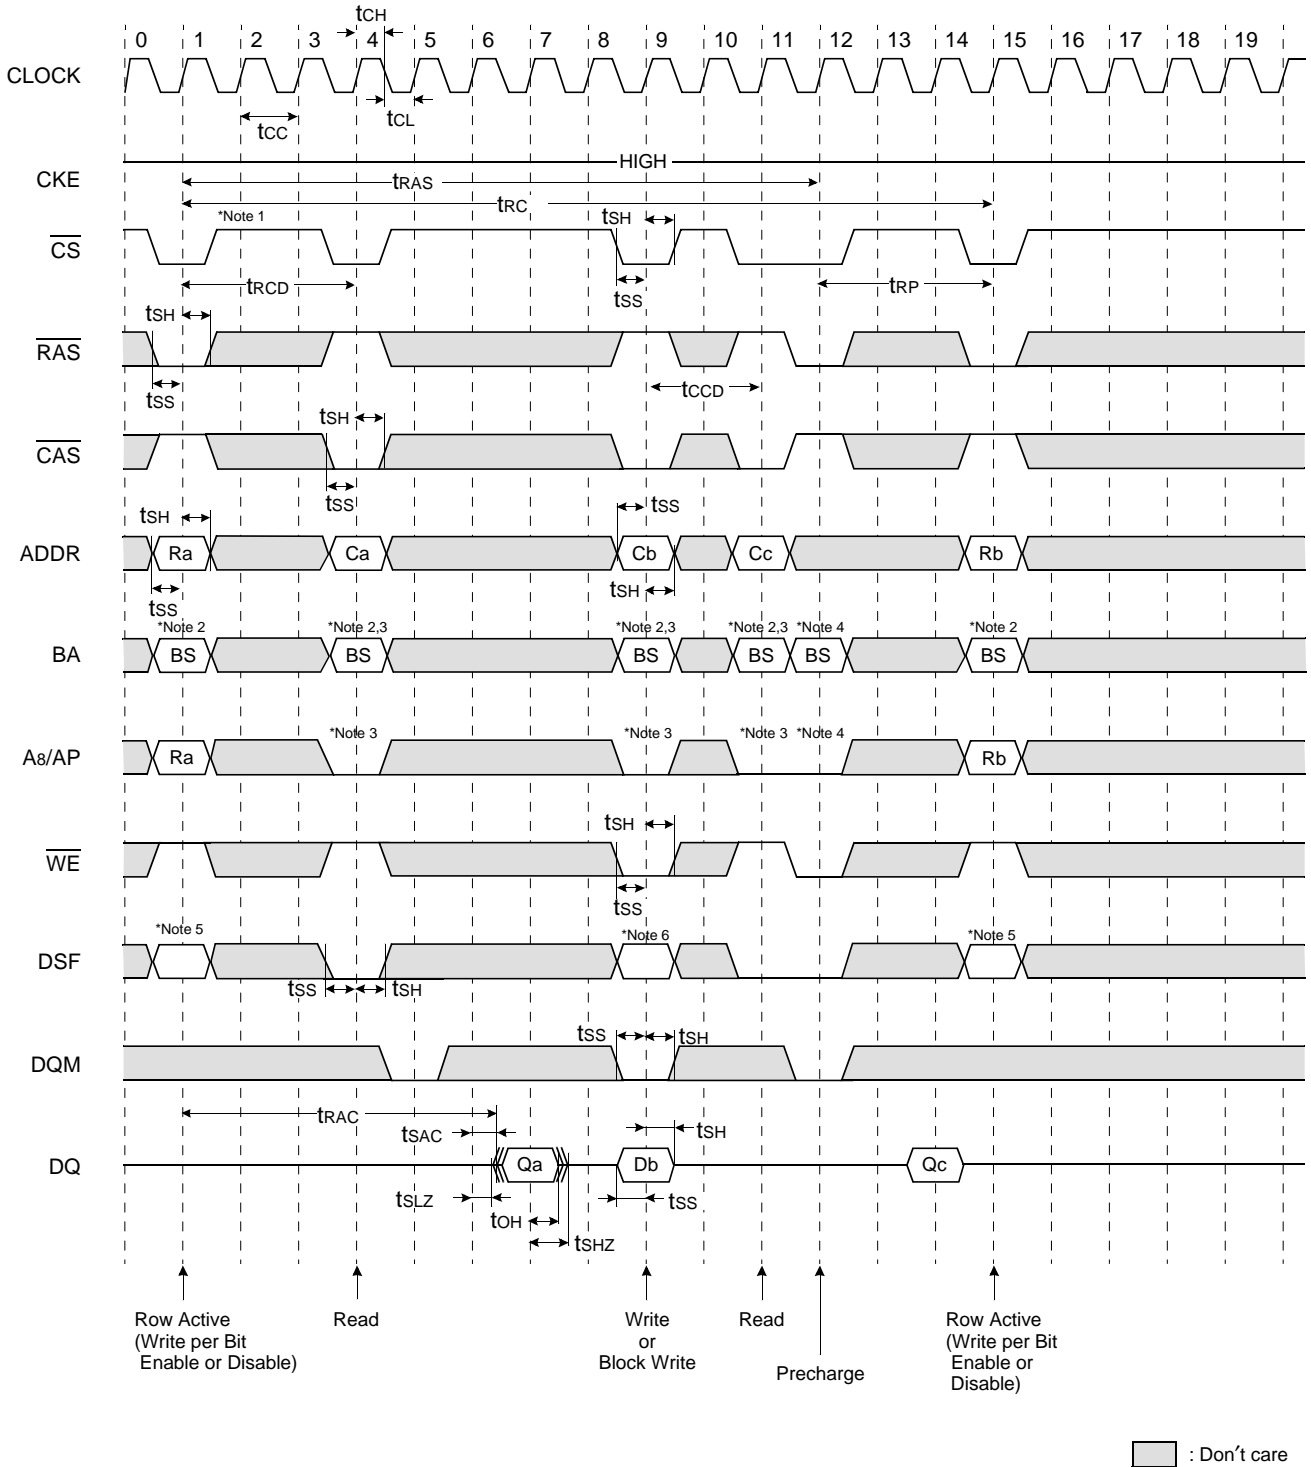 tCH
0 1 2 3 4 5 6 7 8 9 10 11 12 13 14 15 16 17 18 19
CLOCK
tCL
tCC
HIGH
CKE
tRAS
tRC
*Note 1
tSH
CS
tRCD
tSS
tRP
tSH
RAS
tCCD
tSS
tSH
CAS
tSS
tSS
tSH
ADDR
Ra Ca Cb Cc Rb
tSH
tSS
*Note 2 *Note 2,3 *Note 2,3 *Note 2,3 *Note 4 *Note 2
BA
BS BS BS BS BS BS
*Note 3 *Note 3 *Note 3 *Note 4
A8/AP
Ra Rb
tSH
WE
tSS
*Note 5 *Note 6 *Note 5
DSF
tSS tSH
tSS tSH
DQM
tRAC
tSAC
tSH
DQ
Qa Db Qc
tSLZ
tSS
tOH
tSHZ
Row Active
(Write per Bit
Enable or Disable)
Read
Write
or
Block Write
Read
Precharge
Row Active
(Write per Bit
Enable or
Disable)
: Don't care